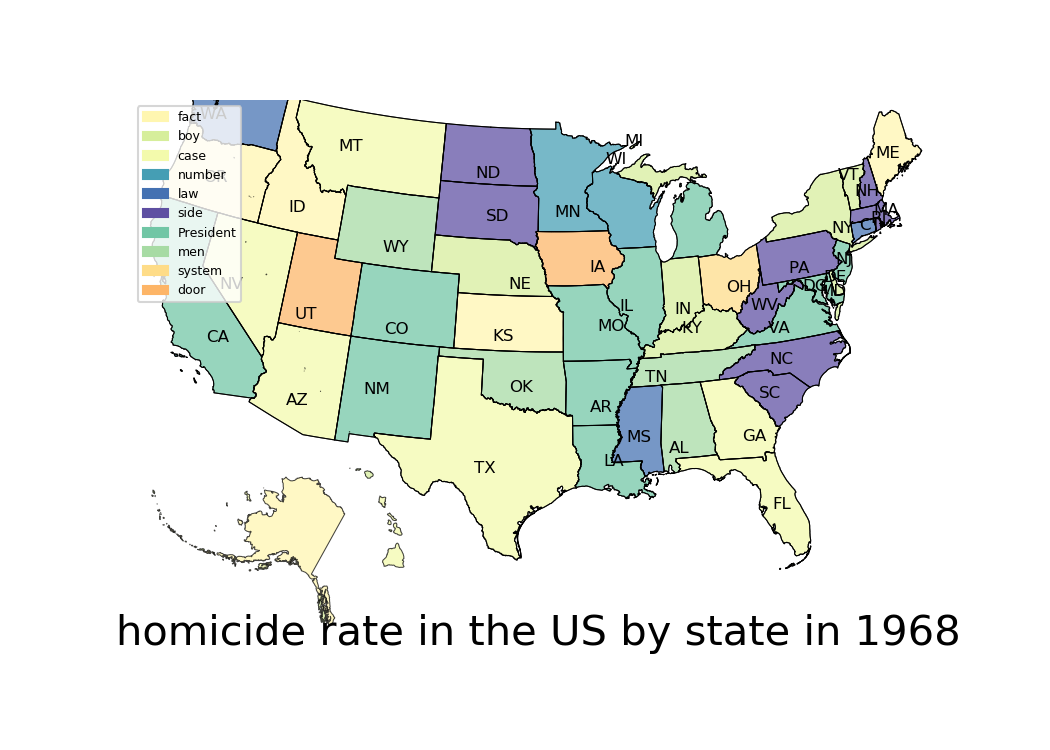 fact
boy
case
number
law
side
President
men
system
door
WA
MT
ND
MN
WI
MI
ME
VT
NH
MA
ID
SD
WY
NE
IA
NY
CT
PA
NJ
DE
NV
UT
CO
KS
MO
IL
IN
OH
WV
DC
MD
VA
KY
CA
AZ
NM
OK
AR
TN
NC
SC
TX
LA
MS
AL
GA
FL
homicide rate in the US by state in 1968